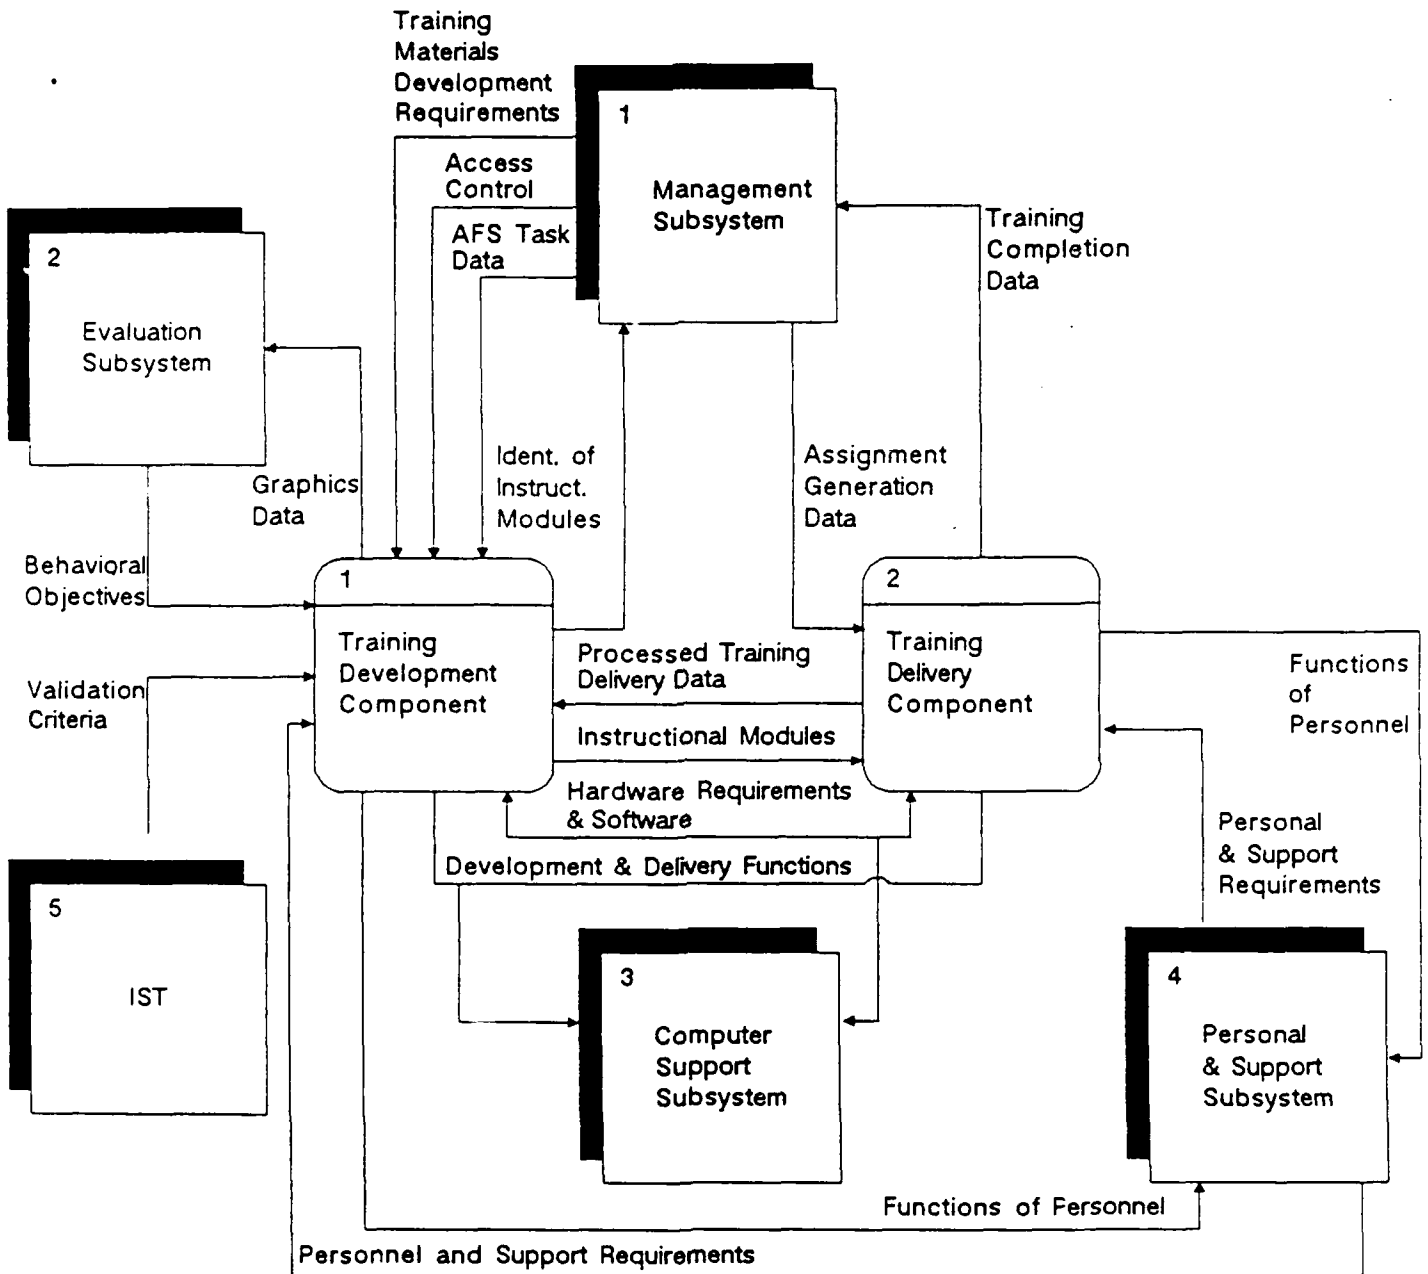 Training
Materials
Development
Requirements
1
Management
Subsystem
Access
Control
AFS Task
Data
Training
Completion
Data
2
Evaluation
Subsystem
Ident. of
Instruct.
Modules
Assignment
Generation
Data
Graphics
Data
Behavioral
Objectives
1
Training
Development
Component
2
Training
Delivery
Component
Processed Training
Delivery Data
Functions
of
Personnel
Validation
Criteria
Instructional Modules
Hardware Requirements
& Software
Personal
& Support
Requirements
Development & Delivery Functions
5
IST
3
Computer
Support
Subsystem
4
Personal
& Support
Subsystem
Functions of Personnel
Personnel and Support Requirements